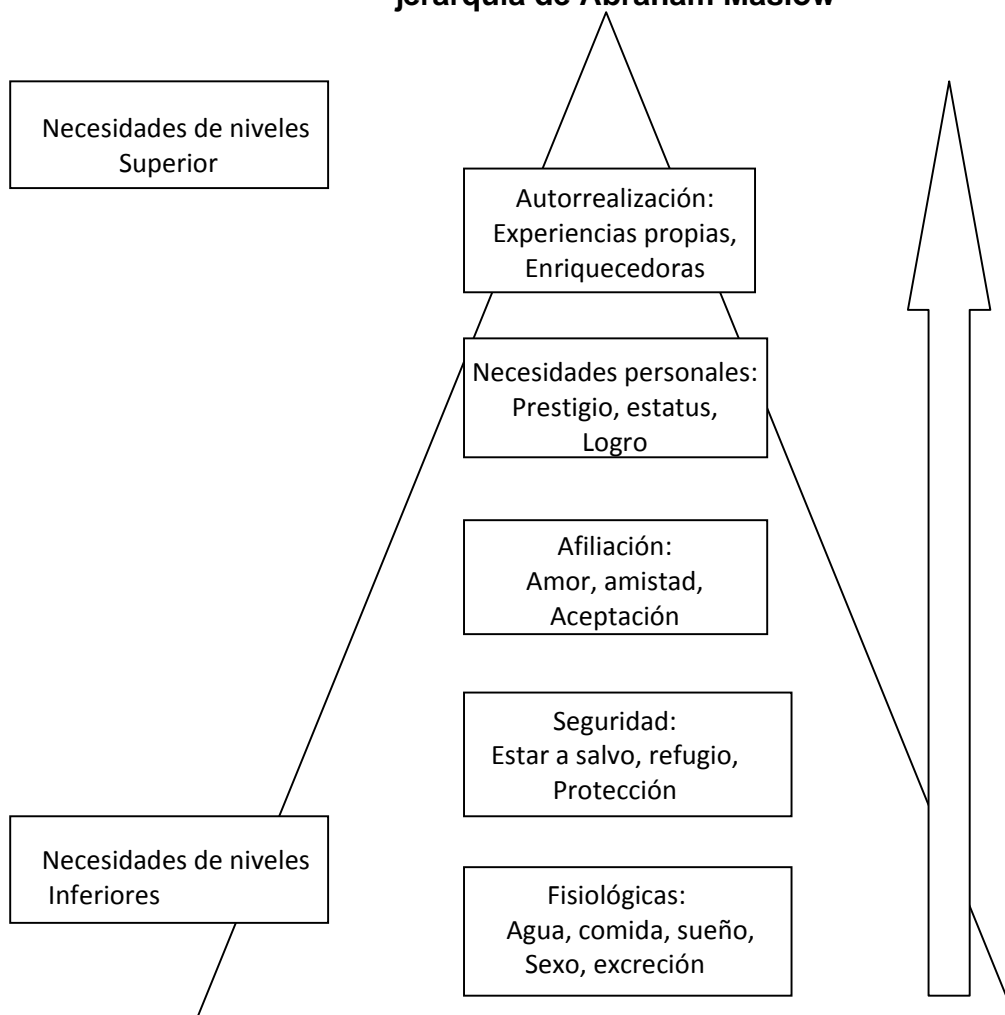 jerarquía de Abraham Maslow
Necesidades de niveles
Superior
Autorrealización:
Experiencias propias,
Enriquecedoras
Necesidades personales:
Prestigio, estatus,
Logro
Afiliación:
Amor, amistad,
Aceptación
Seguridad:
Estar a salvo, refugio,
Protección
Necesidades de niveles
Inferiores
Fisiológicas:
Agua, comida, sueño,
Sexo, excreción